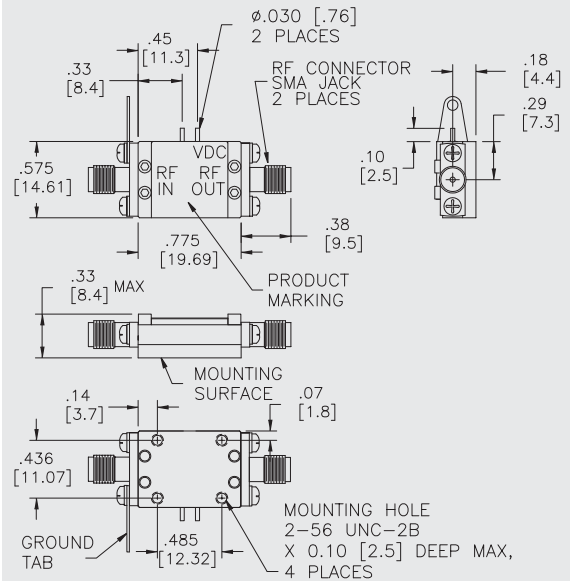 ø.030 [.76]
2 PLACES
.45
[11.3]
.33
[8.4]
RF CONNECTOR
SMA JACK
2 PLACES
.18
[4.4]
.29
[7.3]
.10
[2.5]
.575
[14.61]
VDC
RF
IN
RF
OUT
.775
[19.69]
.38
[9.5]
PRODUCT
MARKING
.33
[8.4] MAX
MOUNTING
SURFACE
.14
[3.7]
.07
[1.8]
.436
[11.07]
GROUND
TAB
.485
[12.32]
MOUNTING HOLE
2-56 UNC-2B
X 0.10 [2.5] DEEP MAX,
4 PLACES